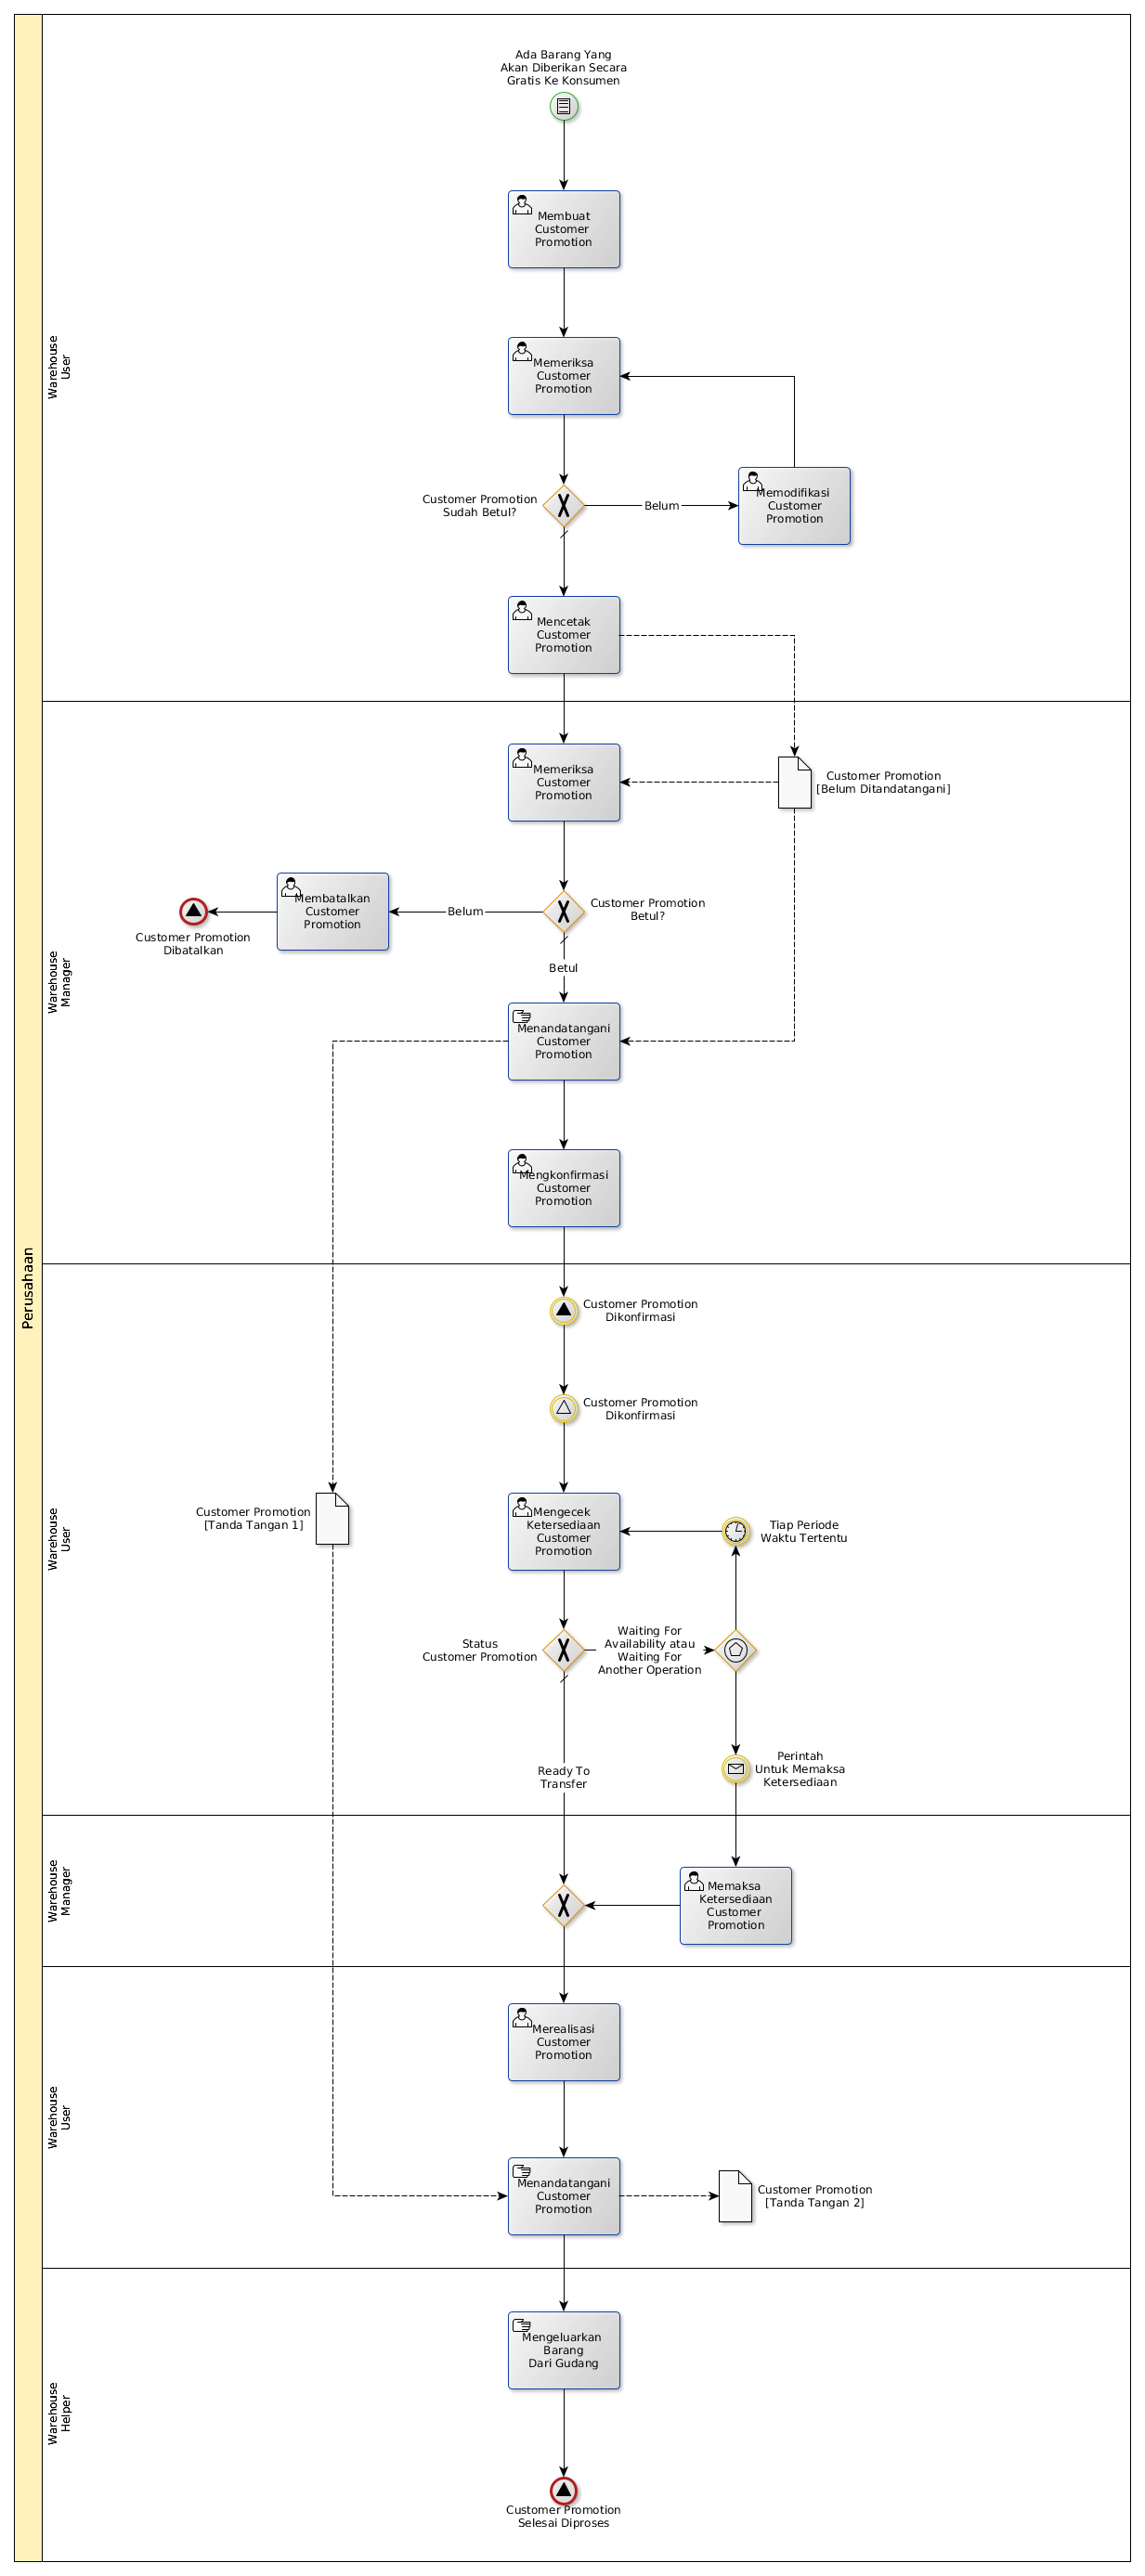 Perusahaan
Warehouse
User
Ada Barang Yang
Akan Diberikan Secara
Gratis Ke Konsumen
Membuat
Customer
Promotion
Memeriksa
Customer
Promotion
Customer Promotion
Sudah Betul?
Belum
Memodifikasi
Customer
Promotion
Mencetak
Customer
Promotion
Warehouse
Manager
Memeriksa
Customer
Promotion
Customer Promotion
[Belum Ditandatangani]
Customer Promotion
Betul?
Belum
Membatalkan
Customer
Promotion
Customer Promotion
Dibatalkan
Betul
Menandatangani
Customer
Promotion
Mengkonfirmasi
Customer
Promotion
Warehouse
User
Customer Promotion
Dikonfirmasi
Customer Promotion
Dikonfirmasi
Customer Promotion
[Tanda Tangan 1]
Mengecek
Ketersediaan
Customer
Promotion
Tiap Periode
Waktu Tertentu
Status
Customer Promotion
Waiting For
Availability atau
Waiting For
Another Operation
Ready To
Transfer
Perintah
Untuk Memaksa
Ketersediaan
Warehouse
Manager
Memaksa
Ketersediaan
Customer
Promotion
Warehouse
User
Merealisasi
Customer
Promotion
Menandatangani
Customer
Promotion
Customer Promotion
[Tanda Tangan 2]
Warehouse
Helper
Mengeluarkan
Barang
Dari Gudang
Customer Promotion
Selesai Diproses